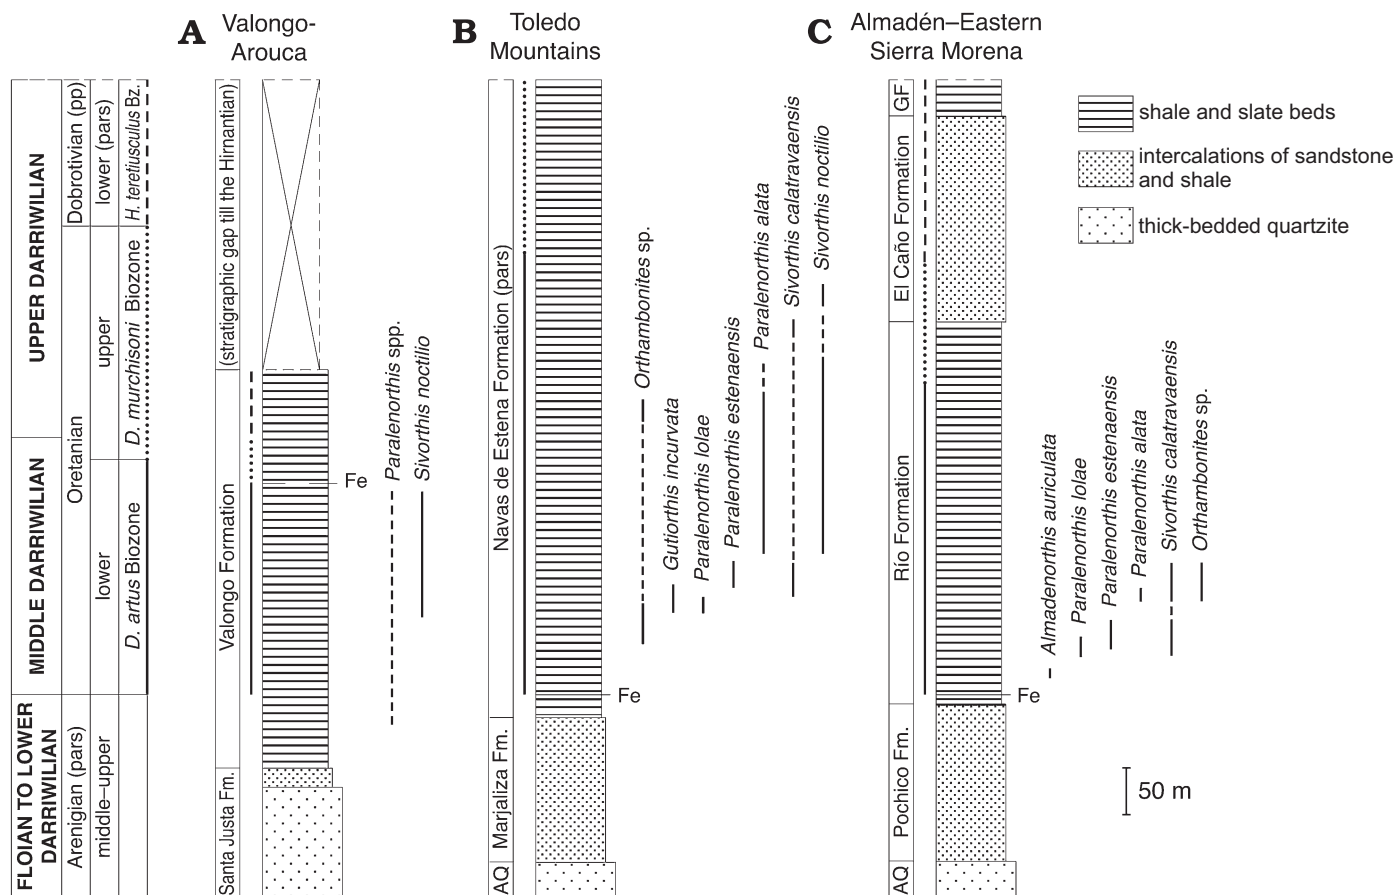 A
Valongo-
Arouca
B
Toledo
Mountains
C
Almadén–Eastern
Sierra Morena
UPPER DARRIWILIAN
MIDDLE DARRIWILIAN
FLOIAN TO LOWER
DARRIWILIAN
Dobrotivian (pp)
Oretanian
Arenigian (pars)
lower (pars)
upper
lower
middle–upper
H. teretiusculus Bz.
D. murchisoni Biozone
D. artus Biozone
(stratigraphic gap till the Hirnantian)
Valongo Formation
Santa Justa Fm.
Fe
Paralenorthis spp.
Sivorthis noctilio
Navas de Estena Formation (pars)
Marjaliza Fm.
AQ
Fe
Orthambonites sp.
Gutiorthis incurvata
Paralenorthis lolae
Paralenorthis estenaensis
Paralenorthis alata
Sivorthis calatravaensis
Sivorthis noctilio
GF
El Caño Formation
Río Formation
Pochico Fm.
AQ
Fe
Almadenorthis auriculata
Paralenorthis lolae
Paralenorthis estenaensis
Paralenorthis alata
Sivorthis calatravaensis
Orthambonites sp.
shale and slate beds
intercalations of sandstone
and shale
thick-bedded quartzite
50 m